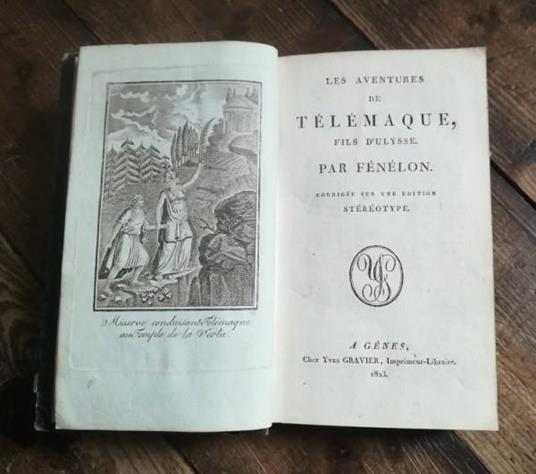 Minerve conduisant Télémaque
au Temple de la Vertu.
LES AVENTURES
DE
TÉLÉMAQUE,
FILS D'ULYSSE.
PAR FÉNÉLON.
CORRIGÉE SUR UNE EDITION
STÉRÉOTYPE.
A GÊNES,
Chez YVES GRAVIER, Imprimeur-Libraire.
1823.